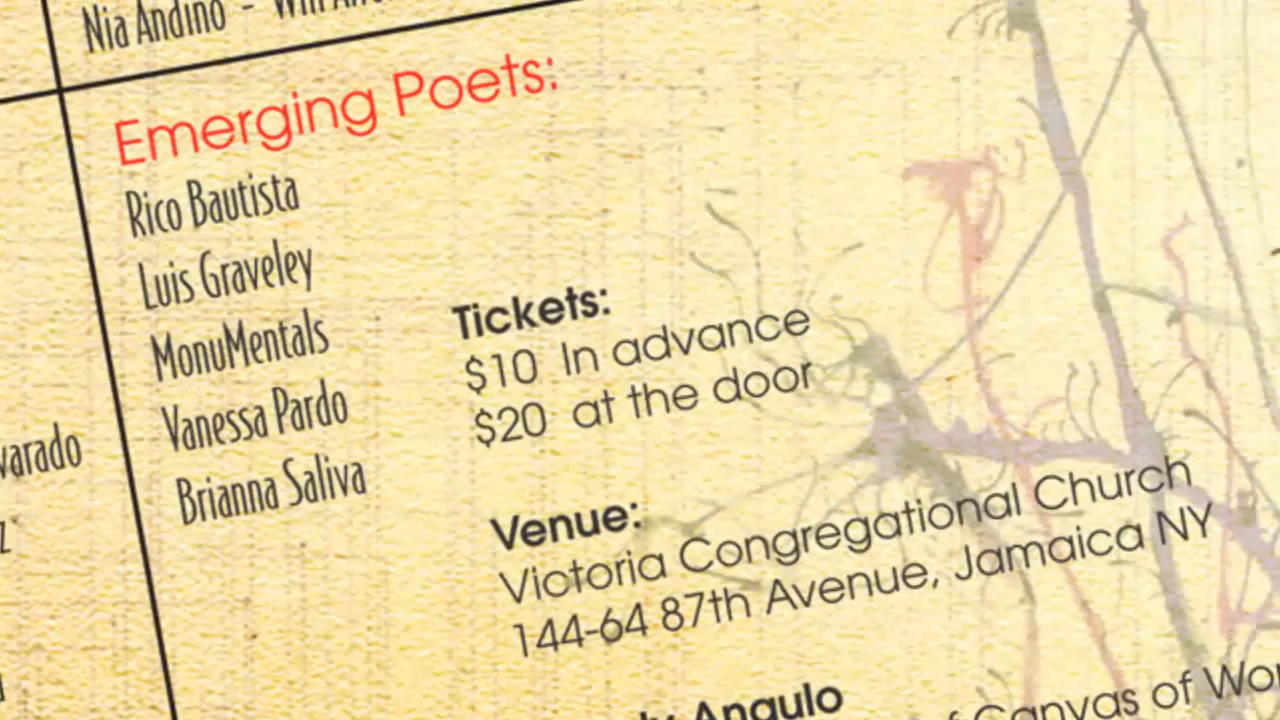 Nia Andino -
Emerging Poets:
Rico Bautista
Luis Graveley
MonuMentals
Vanessa Pardo
Brianna Saliva
Tickets:
$10 In advance
$20 at the door
Venue:
Victoria Congregational Church
144-64 87th Avenue, Jamaica NY
Angulo
Canvas of